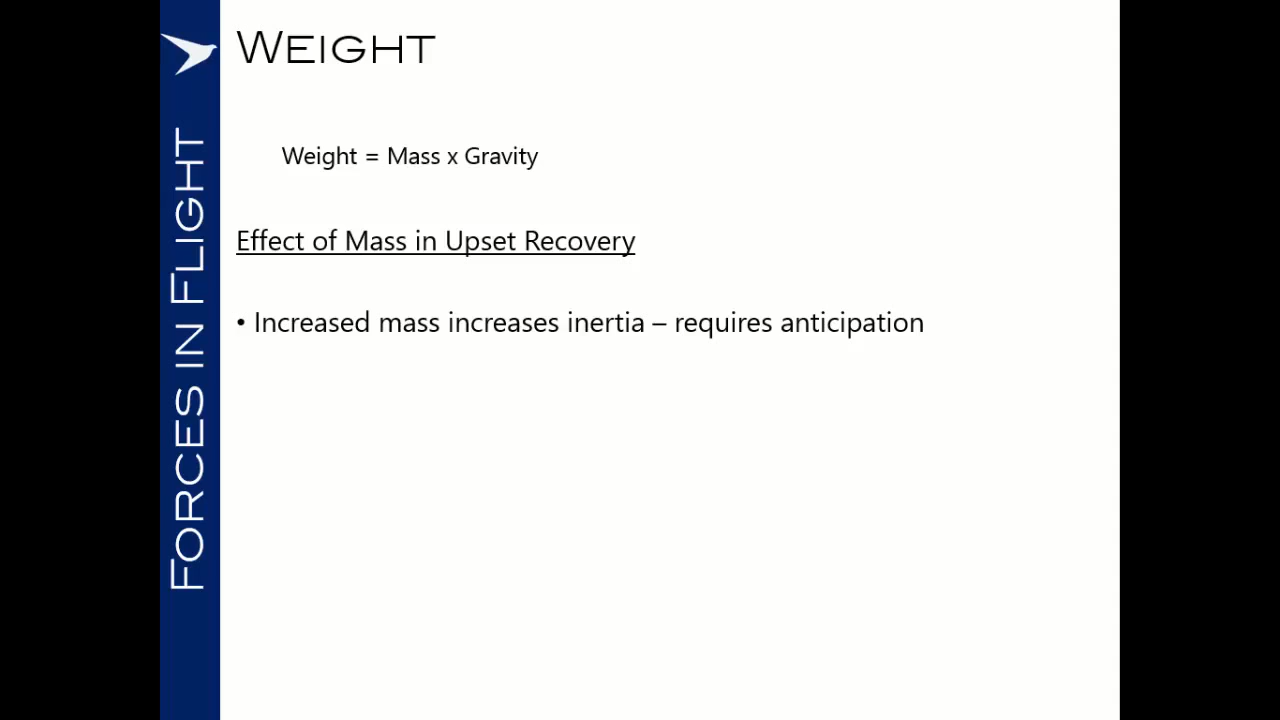 WEIGHT
Weight = Mass x Gravity
Effect of Mass in Upset Recovery
• Increased mass increases inertia – requires anticipation
FORCES IN FLIGHT